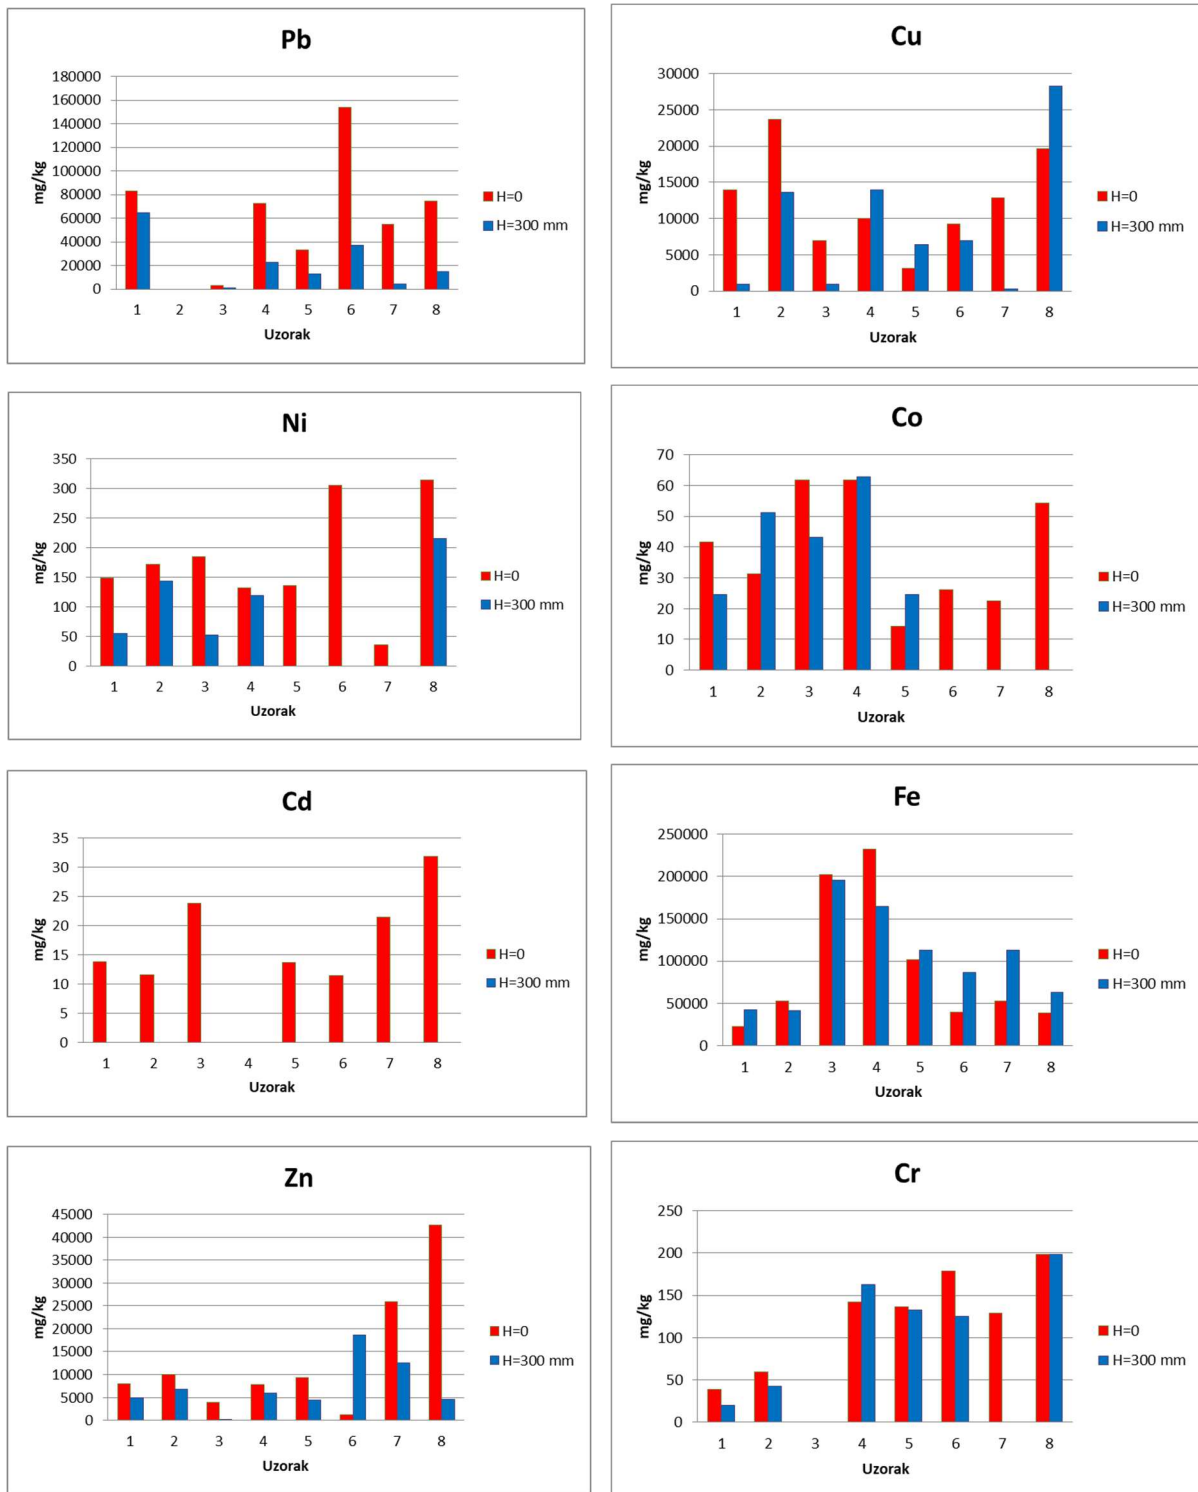 Pb
180000
160000
140000
120000
100000
80000
60000
40000
20000
0
mg/kg
1 2 3 4 5 6 7 8
Uzorak
H=0
H=300 mm
Cu
30000
25000
20000
15000
10000
5000
0
mg/kg
1 2 3 4 5 6 7 8
Uzorak
H=0
H=300 mm
Ni
350
300
250
200
150
100
50
0
mg/kg
1 2 3 4 5 6 7 8
Uzorak
H=0
H=300 mm
Co
70
60
50
40
30
20
10
0
mg/kg
1 2 3 4 5 6 7 8
Uzorak
H=0
H=300 mm
Cd
35
30
25
20
15
10
5
0
mg/kg
1 2 3 4 5 6 7 8
Uzorak
H=0
H=300 mm
Fe
250000
200000
150000
100000
50000
0
mg/kg
1 2 3 4 5 6 7 8
Uzorak
H=0
H=300 mm
Zn
45000
40000
35000
30000
25000
20000
15000
10000
5000
0
mg/kg
1 2 3 4 5 6 7 8
Uzorak
H=0
H=300 mm
Cr
250
200
150
100
50
0
mg/kg
1 2 3 4 5 6 7 8
Uzorak
H=0
H=300 mm